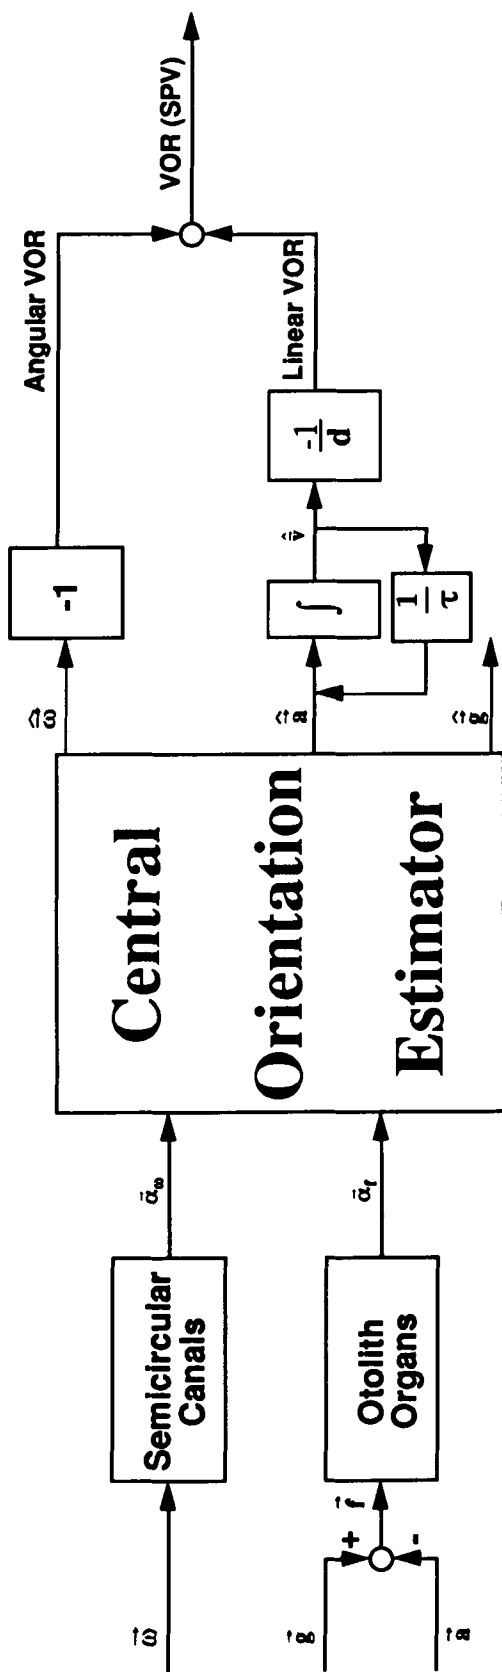 ω⃗
Semicircular
Canals
α⃗ω
g⃗
+
-
a⃗
f⃗
Otolith
Organs
α⃗f
Central
Orientation
Estimator
ω⃗̂
-1
Angular VOR
a⃗̂
∫
v⃗̂
-1
d
Linear VOR
1
τ
g⃗̂
VOR (SPV)